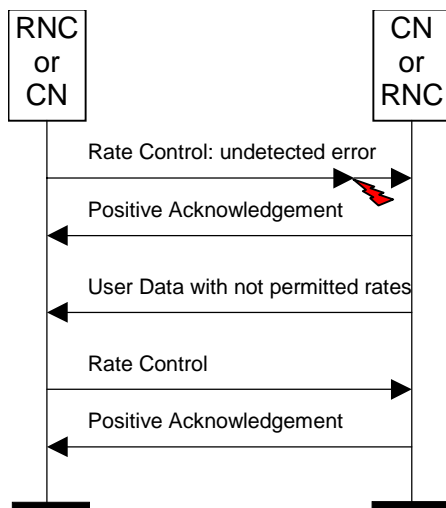 RNC
or
CN
CN
or
RNC
Rate Control: undetected error
Positive Acknowledgement
User Data with not permitted rates
Rate Control
Positive Acknowledgement